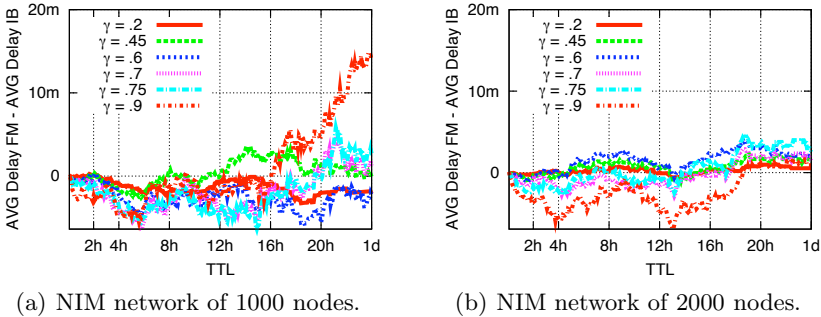 AVG Delay FM - AVG Delay IB
20m
10m
0
γ = .2
γ = .45
γ = .6
γ = .7
γ = .75
γ = .9
2h 4h 8h 12h 16h 20h 1d
TTL
(a) NIM network of 1000 nodes.
AVG Delay FM - AVG Delay IB
20m
10m
0
γ = .2
γ = .45
γ = .6
γ = .7
γ = .75
γ = .9
2h 4h 8h 12h 16h 20h 1d
TTL
(b) NIM network of 2000 nodes.